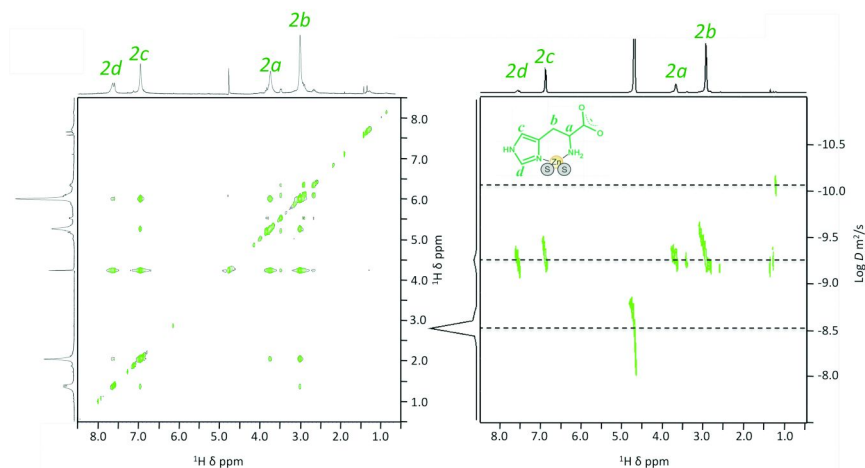 2d 2c 2a 2b
8.0
7.0
6.0
5.0
4.0
3.0
2.0
1.0
¹H δ ppm
8.0 7.0 6.0 5.0 4.0 3.0 2.0 1.0
¹H δ ppm
2d 2c 2a 2b
c b a O
O
HN N NH₂
Zn
d S S
-10.5
-10.0
-9.5
-9.0
-8.5
-8.0
Log D m²/s
8.0 7.0 6.0 5.0 4.0 3.0 2.0 1.0
¹H δ ppm